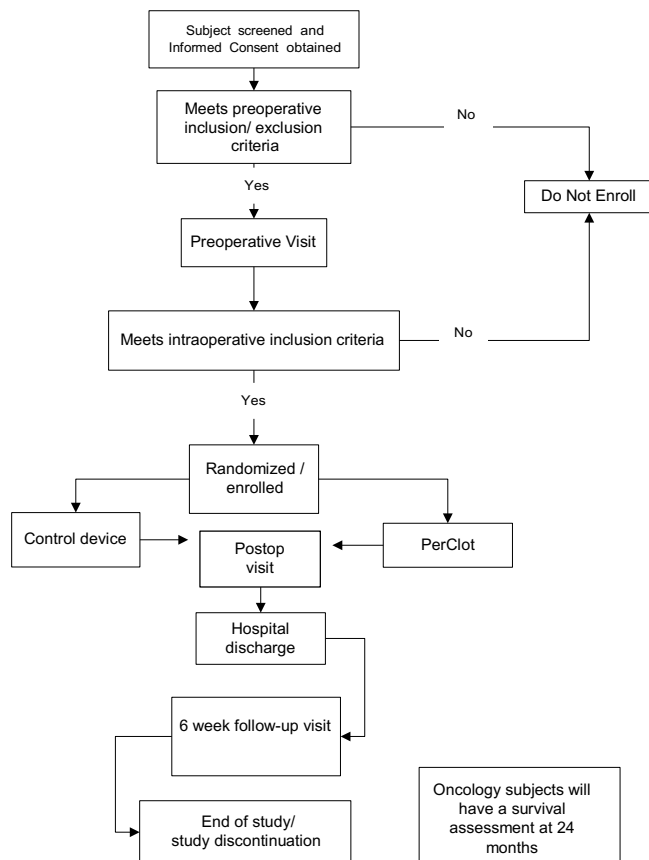 Subject screened and
Informed Consent obtained
Meets preoperative
inclusion/ exclusion
criteria
No
Yes
Do Not Enroll
Preoperative Visit
Meets intraoperative inclusion criteria
No
Yes
Randomized /
enrolled
Control device
Postop
visit
PerClot
Hospital
discharge
6 week follow-up visit
End of study/
study discontinuation
Oncology subjects will
have a survival
assessment at 24
months